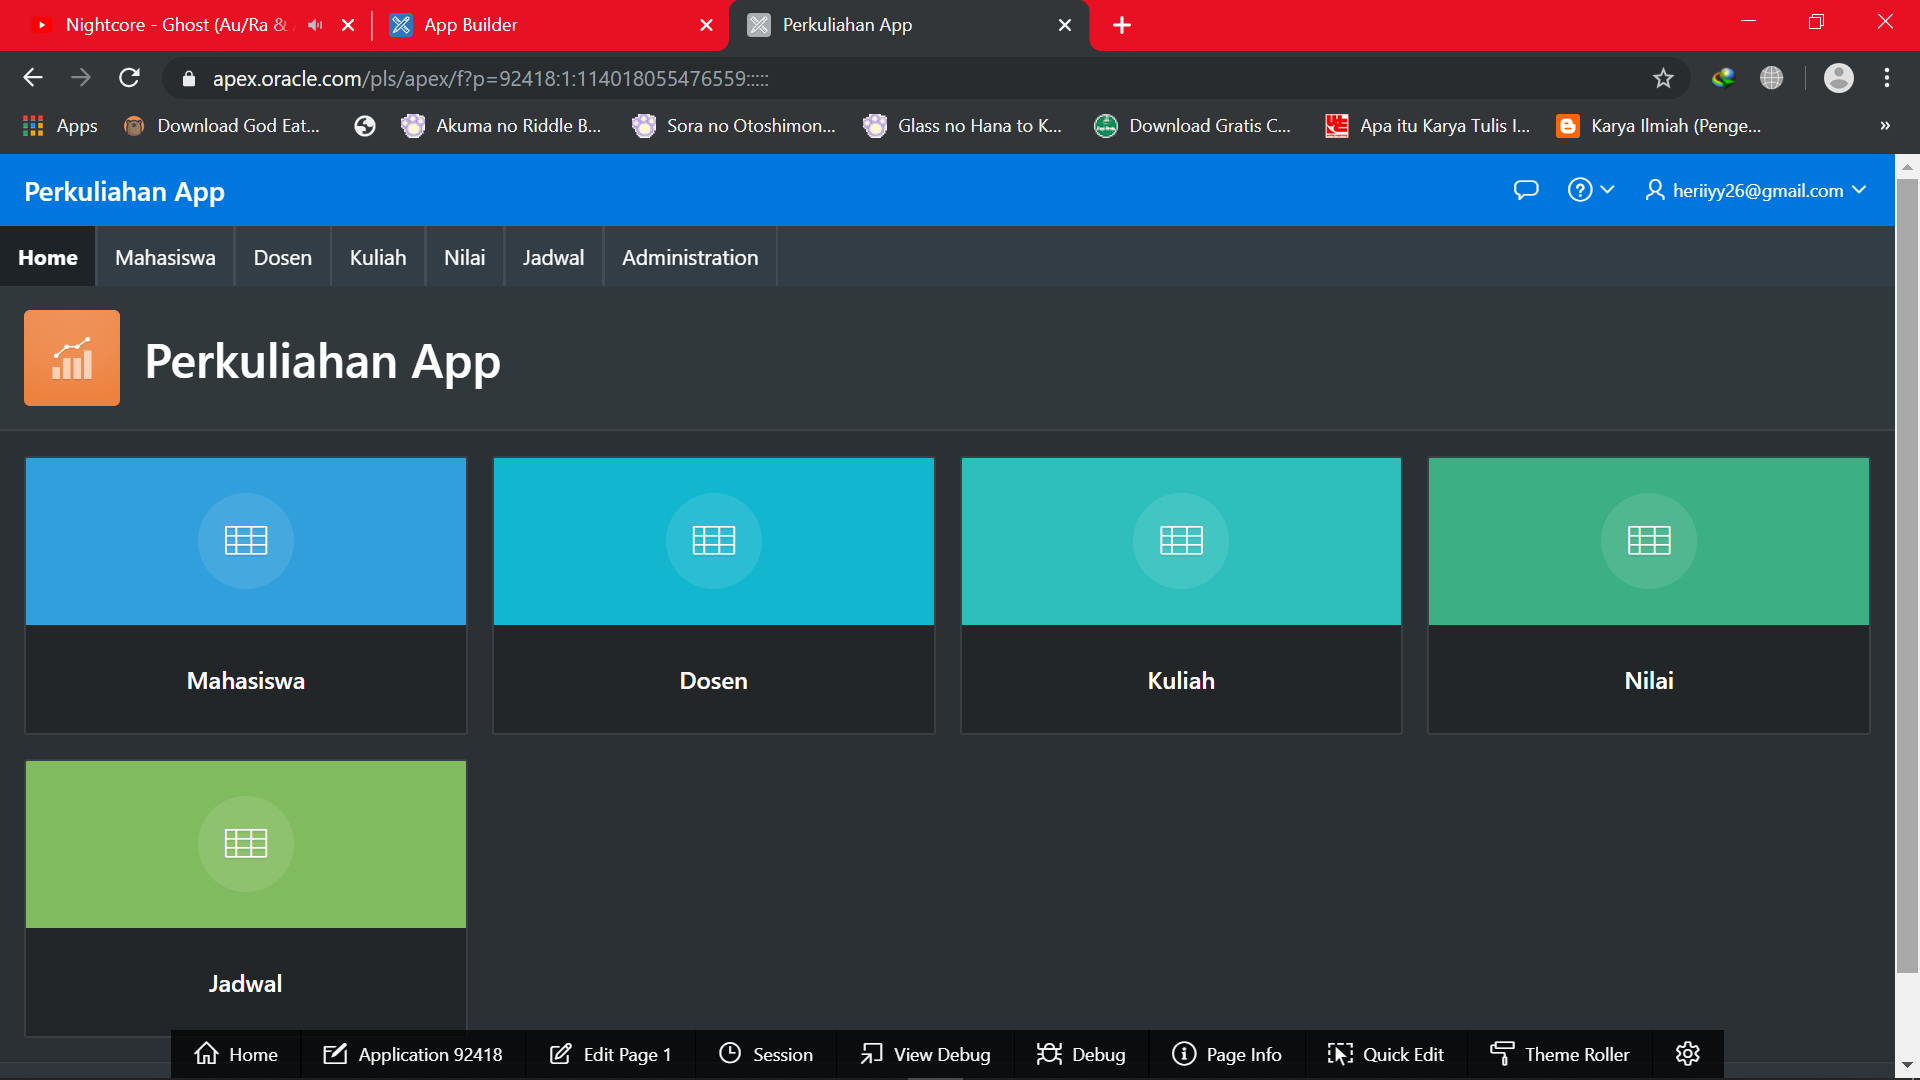 Nightcore - Ghost (Au/Ra &
App Builder
Perkuliahan App
apex.oracle.com/pls/apex/f?p=92418:1:114018055476559:::::
Apps
Download God Eat...
Akuma no Riddle B...
Sora no Otoshimon...
Glass no Hana to K...
Download Gratis C...
Apa itu Karya Tulis I...
Karya Ilmiah (Penge...
»
Perkuliahan App
heriiyy26@gmail.com
Home
Mahasiswa
Dosen
Kuliah
Nilai
Jadwal
Administration
Perkuliahan App
Mahasiswa
Dosen
Kuliah
Nilai
Jadwal
Home
Application 92418
Edit Page 1
Session
View Debug
Debug
Page Info
Quick Edit
Theme Roller